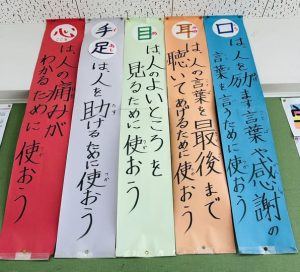 口
は人を励ます言葉や感謝の
言葉を言うために使おう
耳
は人の言葉を最後まで
聴いてあげるために使おう
目
は人のよいところを
見るために使おう
手足
は人を助けるために使おう
心
は人の痛みが
わかるために使おう